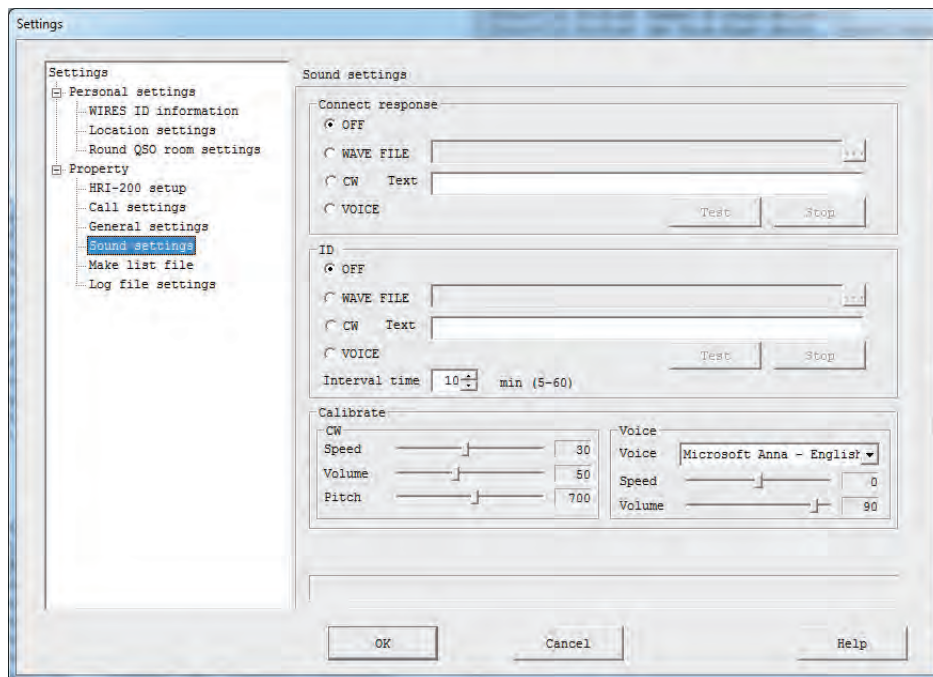 Settings
Settings
Personal settings
WIRES ID information
Location settings
Round QSO room settings
Property
HRI-200 setup
Call settings
General settings
Sound settings
Make list file
Log file settings
Sound settings
Connect response
OFF
WAVE FILE ...
CW Text
VOICE Test Stop
ID
OFF
WAVE FILE ...
CW Text
VOICE Test Stop
Interval time 10 min (5-60)
Calibrate
CW
Speed 30
Volume 50
Pitch 700
Voice
Voice Microsoft Anna - English
Speed 0
Volume 90
OK Cancel Help